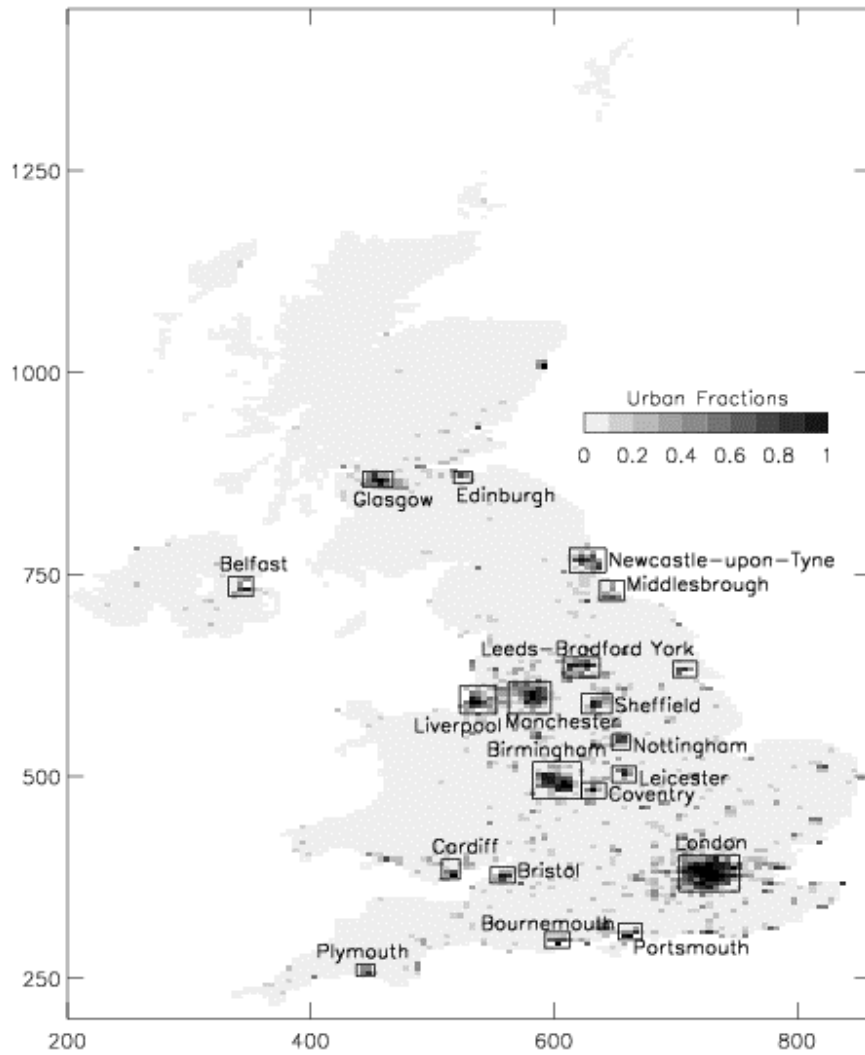 1250
1000
Urban Fractions
0 0.2 0.4 0.6 0.8 1
Glasgow
Edinburgh
Belfast
750
Newcastle-upon-Tyne
Middlesbrough
Leeds-Bradford York
Liverpool
Manchester
Sheffield
Birmingham
Nottingham
500
Leicester
Coventry
Cardiff
Bristol
London
Bournemouth
Portsmouth
Plymouth
250
200 400 600 800